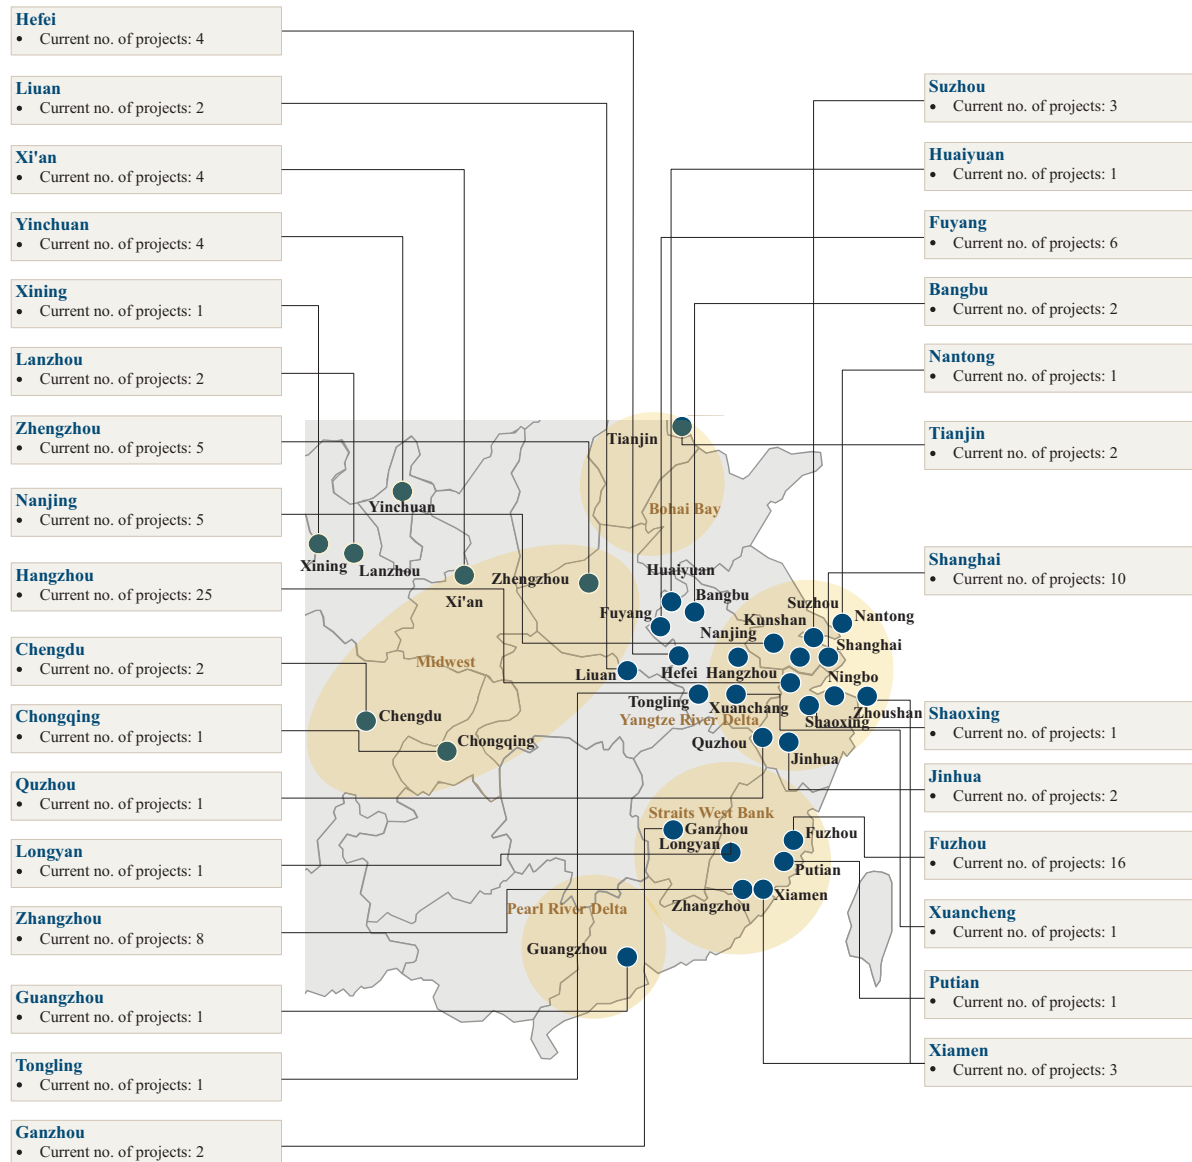 Hefei
• Current no. of projects: 4
Liuan
• Current no. of projects: 2
Xi'an
• Current no. of projects: 4
Yinchuan
• Current no. of projects: 4
Xining
• Current no. of projects: 1
Lanzhou
• Current no. of projects: 2
Zhengzhou
• Current no. of projects: 5
Nanjing
• Current no. of projects: 5
Hangzhou
• Current no. of projects: 25
Chengdu
• Current no. of projects: 2
Chongqing
• Current no. of projects: 1
Quzhou
• Current no. of projects: 1
Longyan
• Current no. of projects: 1
Zhangzhou
• Current no. of projects: 8
Guangzhou
• Current no. of projects: 1
Tongling
• Current no. of projects: 1
Ganzhou
• Current no. of projects: 2
Tianjin
Bohai Bay
Yinchuan
Xining
Lanzhou
Xi'an
Zhengzhou
Huaiyuan
Bangbu
Fuyang
Nanjing
Kunshan
Suzhou
Nantong
Shanghai
Midwest
Liuan
Hefei
Hangzhou
Ningbo
Tongling
Xuanchang
Zhoushan
Shaoxing
Yangtze River Delta
Chengdu
Chongqing
Quzhou
Jinhua
Straits West Bank
Ganzhou
Longyan
Fuzhou
Putian
Zhangzhou
Xiamen
Pearl River Delta
Guangzhou
Suzhou
• Current no. of projects: 3
Huaiyuan
• Current no. of projects: 1
Fuyang
• Current no. of projects: 6
Bangbu
• Current no. of projects: 2
Nantong
• Current no. of projects: 1
Tianjin
• Current no. of projects: 2
Shanghai
• Current no. of projects: 10
Shaoxing
• Current no. of projects: 1
Jinhua
• Current no. of projects: 2
Fuzhou
• Current no. of projects: 16
Xuancheng
• Current no. of projects: 1
Putian
• Current no. of projects: 1
Xiamen
• Current no. of projects: 3